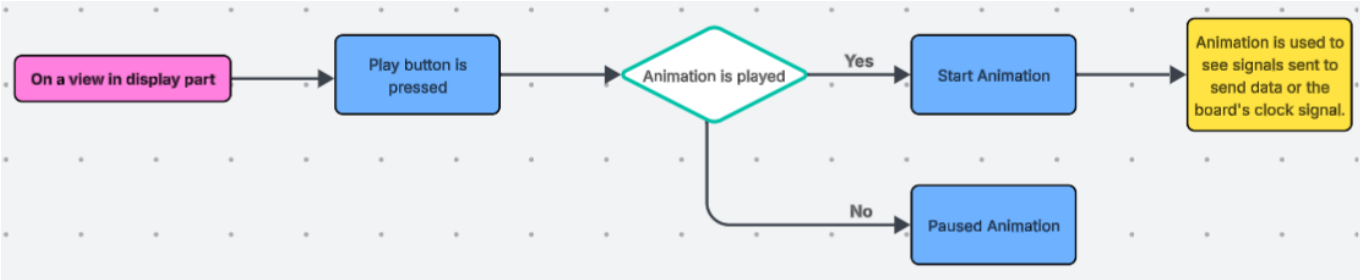 On a view in display part
Play button is
pressed
Animation is played
Yes
Start Animation
Animation is used to
see signals sent to
send data or the
board's clock signal.
No
Paused Animation